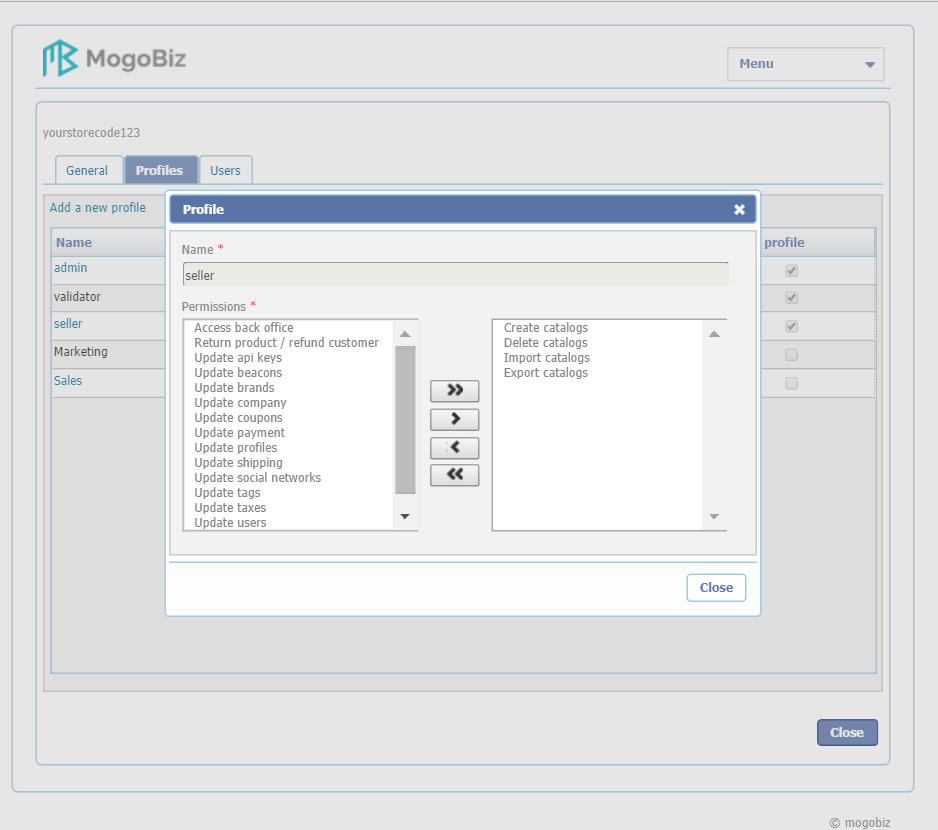 MogoBiz
Menu
yourstorecode123
General
Profiles
Users
Add a new profile
Profile
Name
profile
admin
validator
seller
Marketing
Sales
Name *
seller
Permissions *
Access back office
Return product / refund customer
Update api keys
Update beacons
Update brands
Update company
Update coupons
Update payment
Update profiles
Update shipping
Update social networks
Update tags
Update taxes
Update users
Create catalogs
Delete catalogs
Import catalogs
Export catalogs
Close
Close
© mogobiz